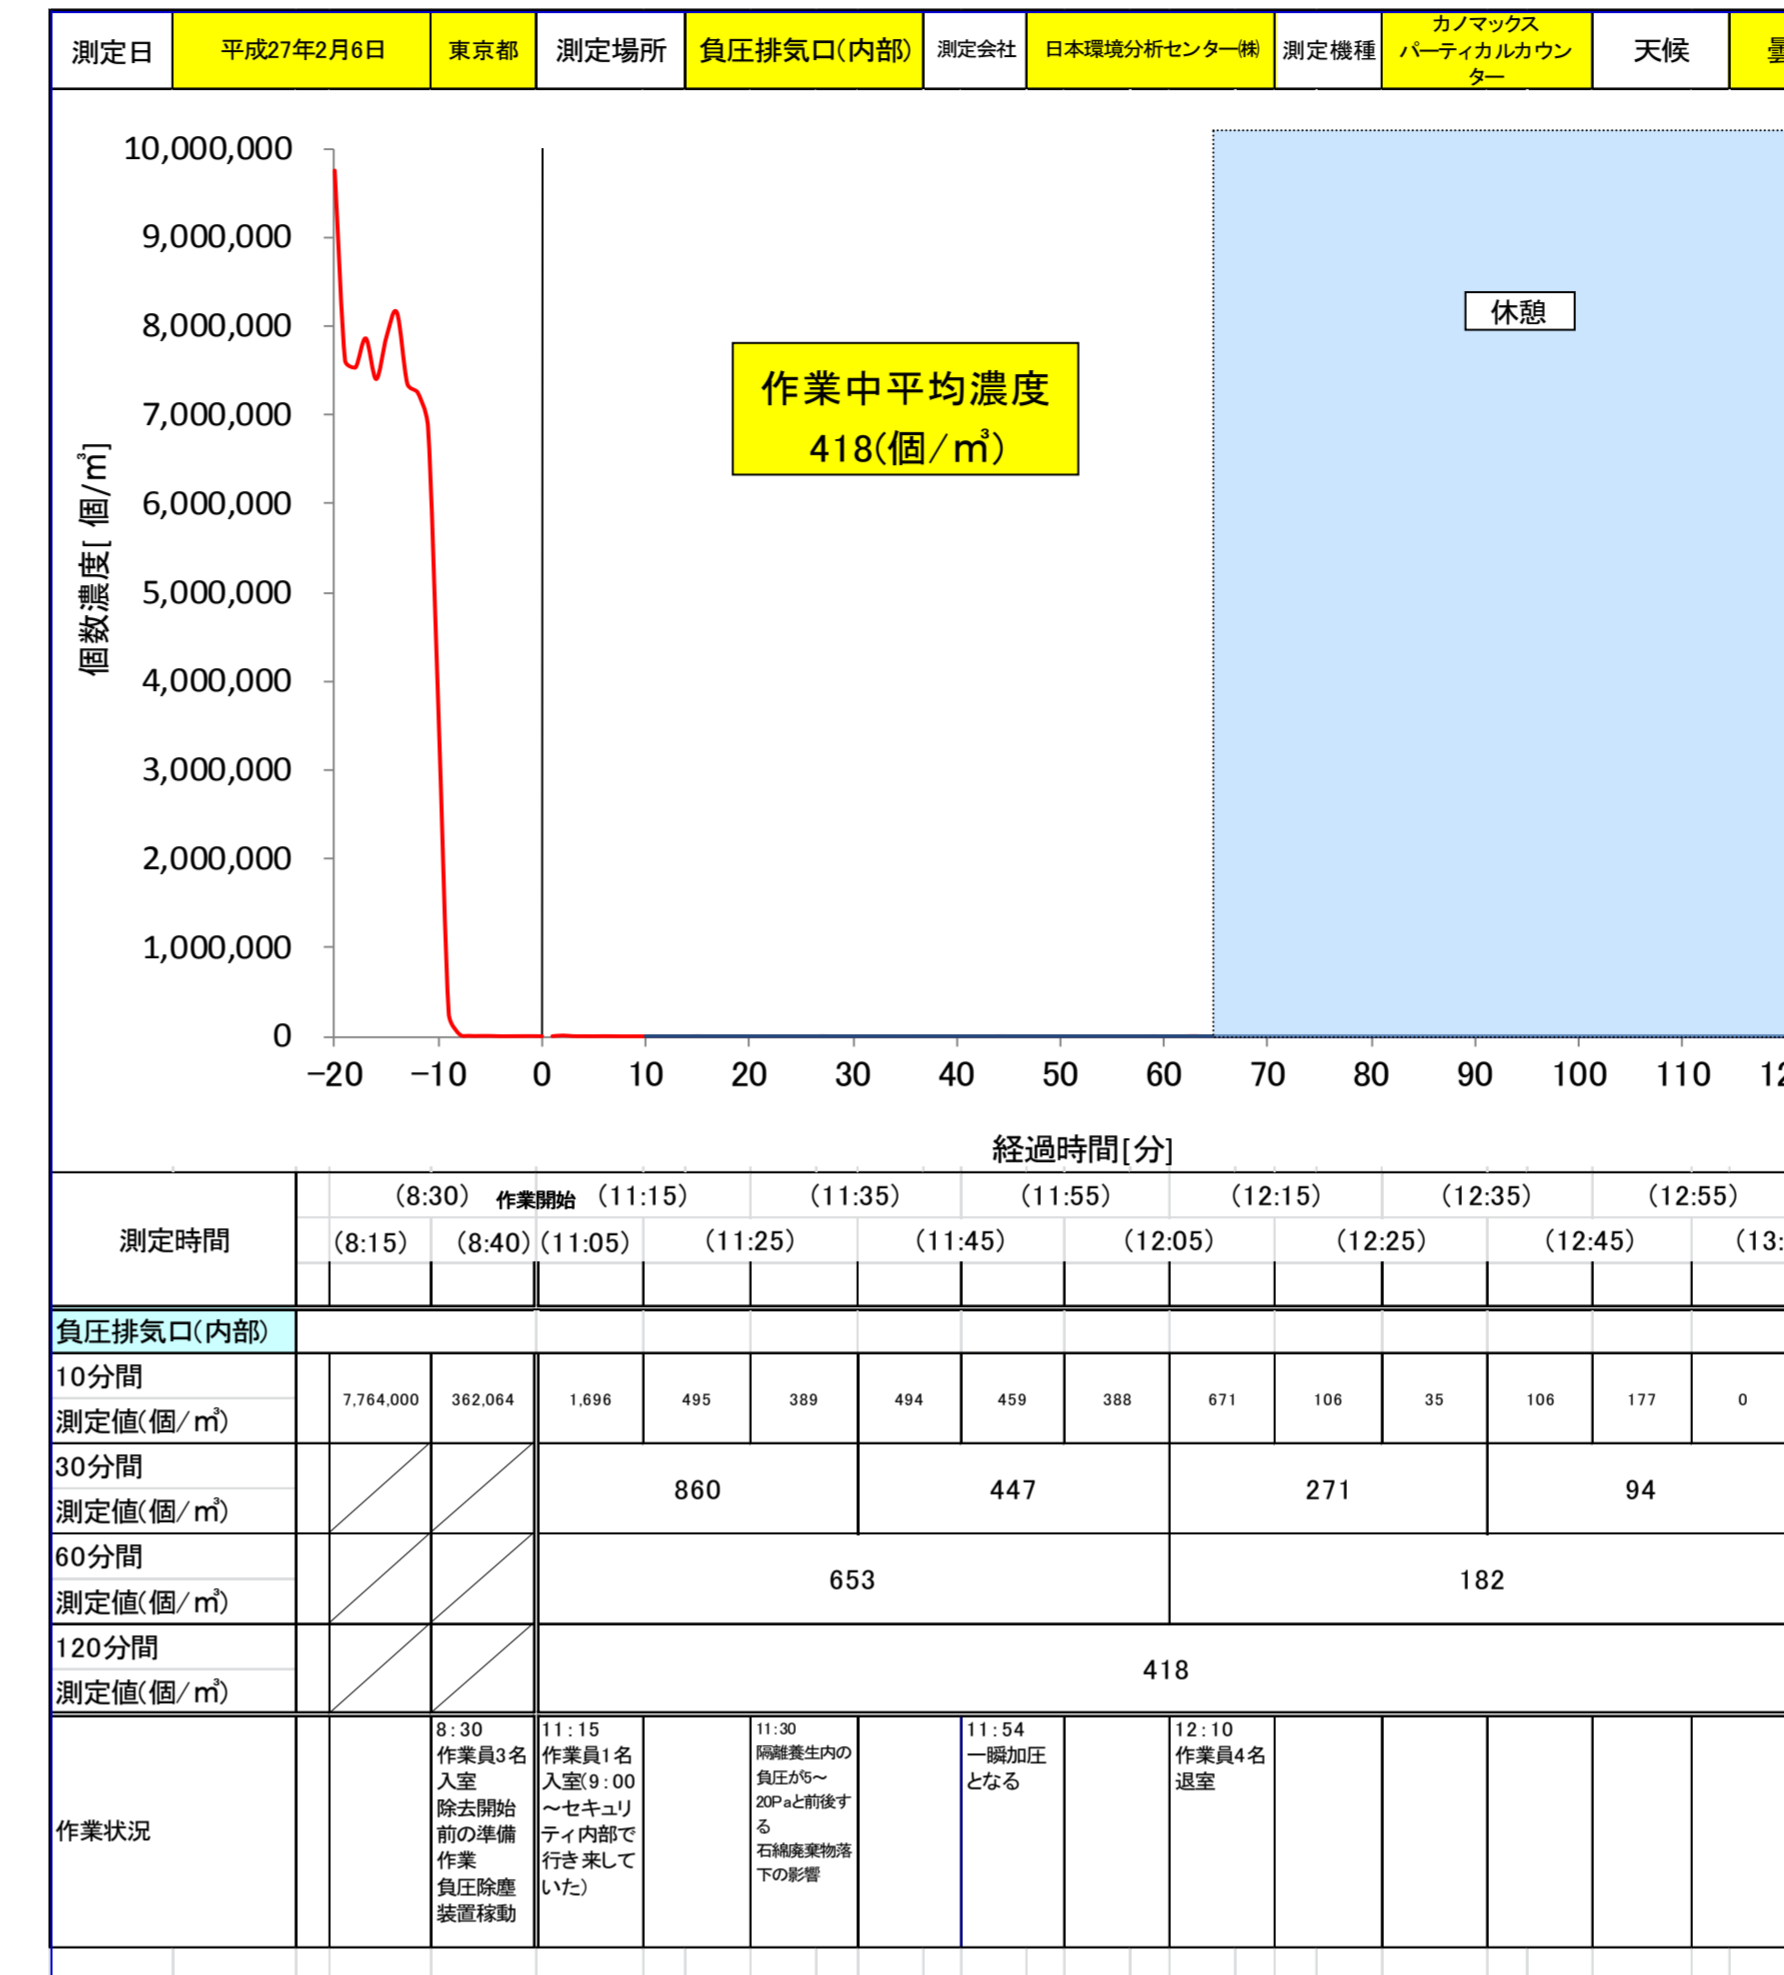 測定日 平成27年2月6日 東京都 測定場所 負圧排気口(内部) 測定会社 日本環境分析センター㈱ 測定機種 カノマックス
パーティカルカウン
ター 天候
10,000,000
9,000,000
8,000,000
7,000,000
6,000,000
5,000,000
4,000,000
3,000,000
2,000,000
1,000,000
0
個数濃度[ 個/㎥]
休憩
作業中平均濃度
418(個/㎥)
-20 -10 0 10 20 30 40 50 60 70 80 90 100 110
経過時間[分]
測定時間
(8:30) 作業開始 (11:15) (11:35) (11:55) (12:15) (12:35) (12:55)
(8:15) (8:40) (11:05) (11:25) (11:45) (12:05) (12:25) (12:45) (13:
負圧排気口(内部)
10分間
測定値(個/㎥)
7,764,000 362,064 1,696 495 389 494 459 388 671 106 35 106 177 0
30分間
測定値(個/㎥)
860 447 271 94
60分間
測定値(個/㎥)
653 182
120分間
測定値(個/㎥)
418
作業状況
8:30
作業員3名
入室
除去開始
前の準備
作業
負圧除塵
装置稼動
11:15
作業員1名
入室(9:00
～セキュリ
ティ内部で
行き来して
いた)
11:30
隔離養生内の
負圧が5～
20Paと前後す
る
石綿廃棄物落
下の影響
11:54
一瞬加圧
となる
12:10
作業員4名
退室